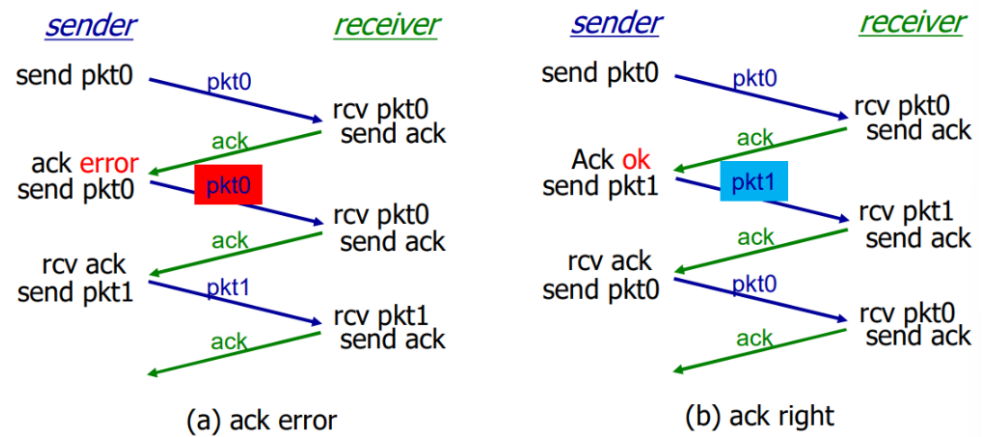 sender
receiver
send pkt0
pkt0
rcv pkt0
send ack
ack
ack error
send pkt0
pkt0
rcv pkt0
send ack
ack
rcv ack
send pkt1
pkt1
rcv pkt1
send ack
ack
(a) ack error
sender
receiver
send pkt0
pkt0
rcv pkt0
send ack
ack
Ack ok
send pkt1
pkt1
rcv pkt1
send ack
ack
rcv ack
send pkt0
pkt0
rcv pkt0
send ack
ack
(b) ack right